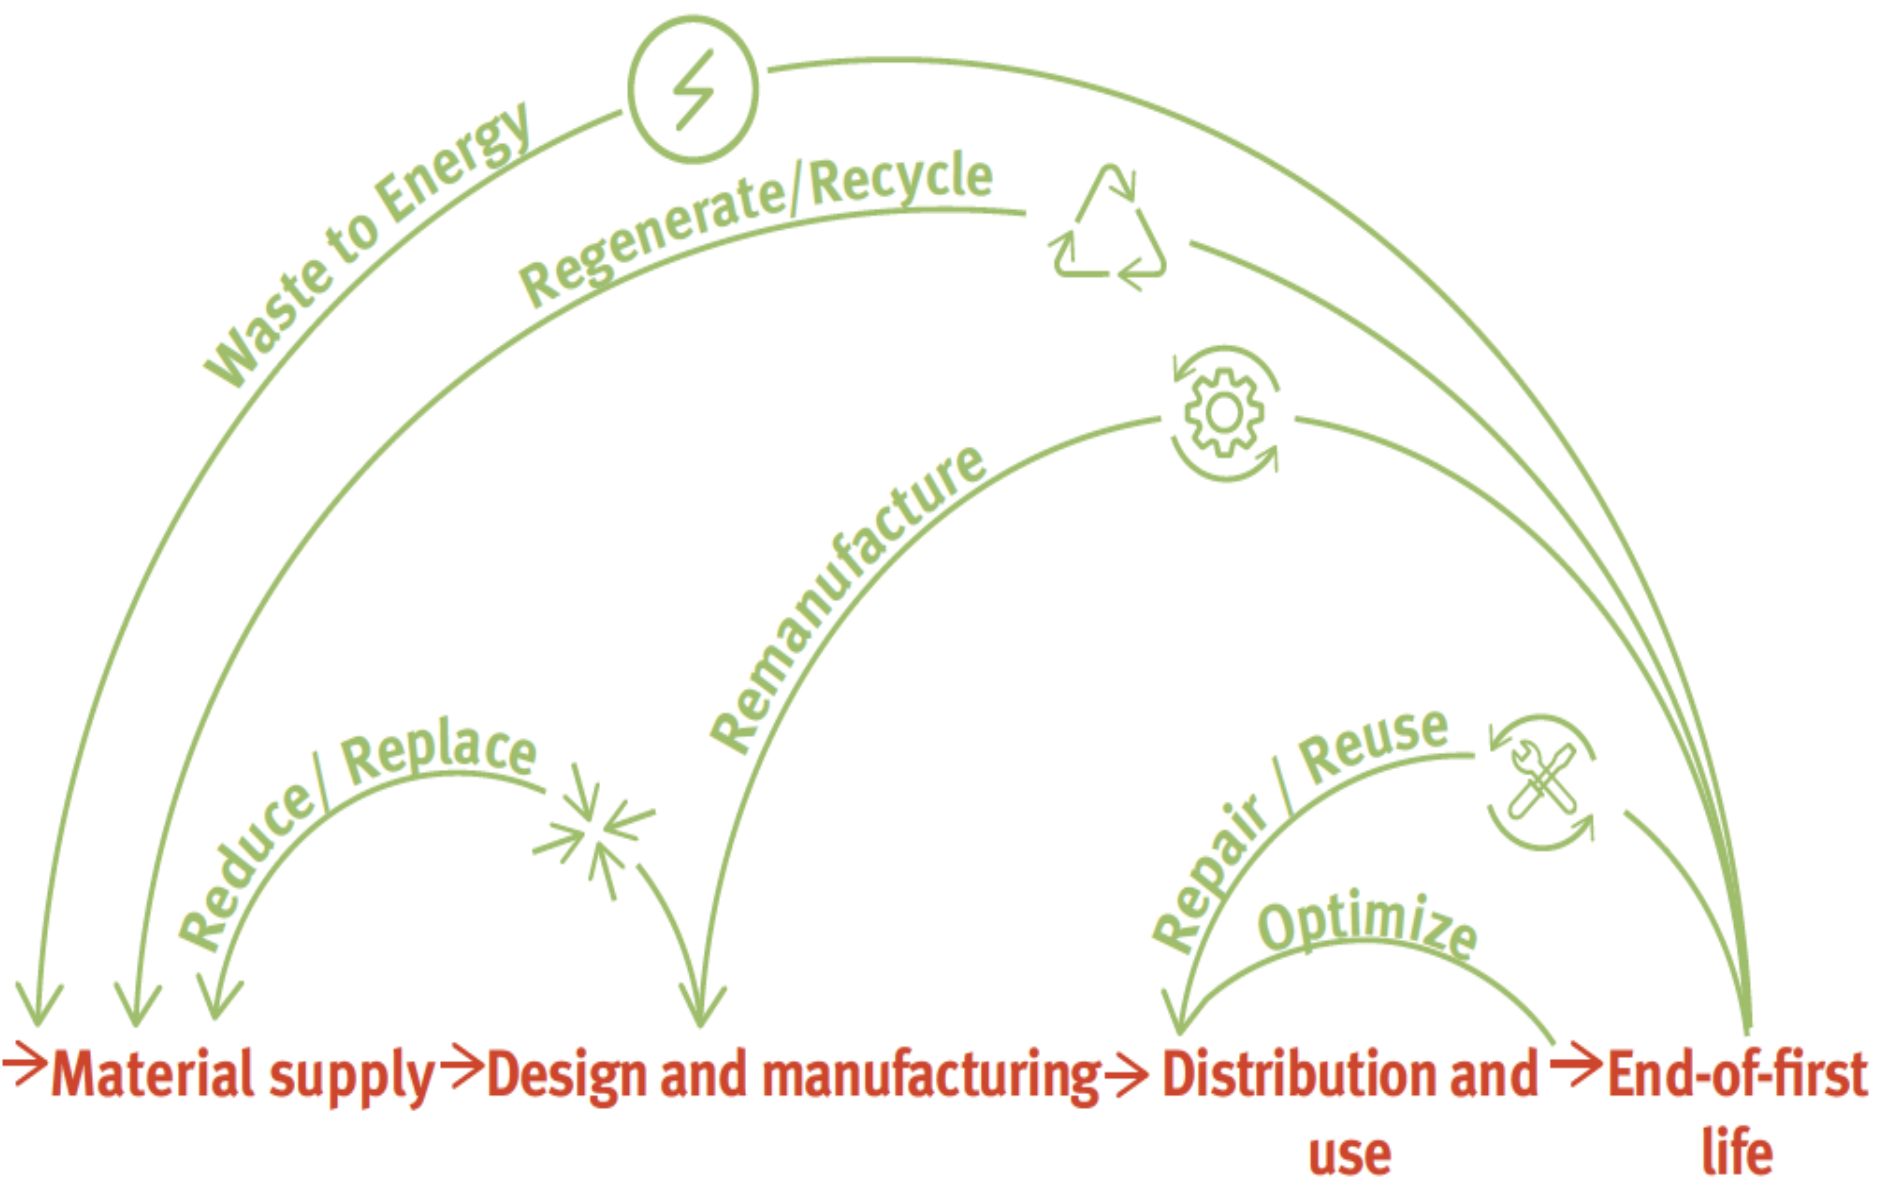 Waste to Energy
Regenerate/Recycle
Remanufacture
Reduce/ Replace
Repair / Reuse
Optimize
Material supply
Design and manufacturing
Distribution and
use
End-of-first
life